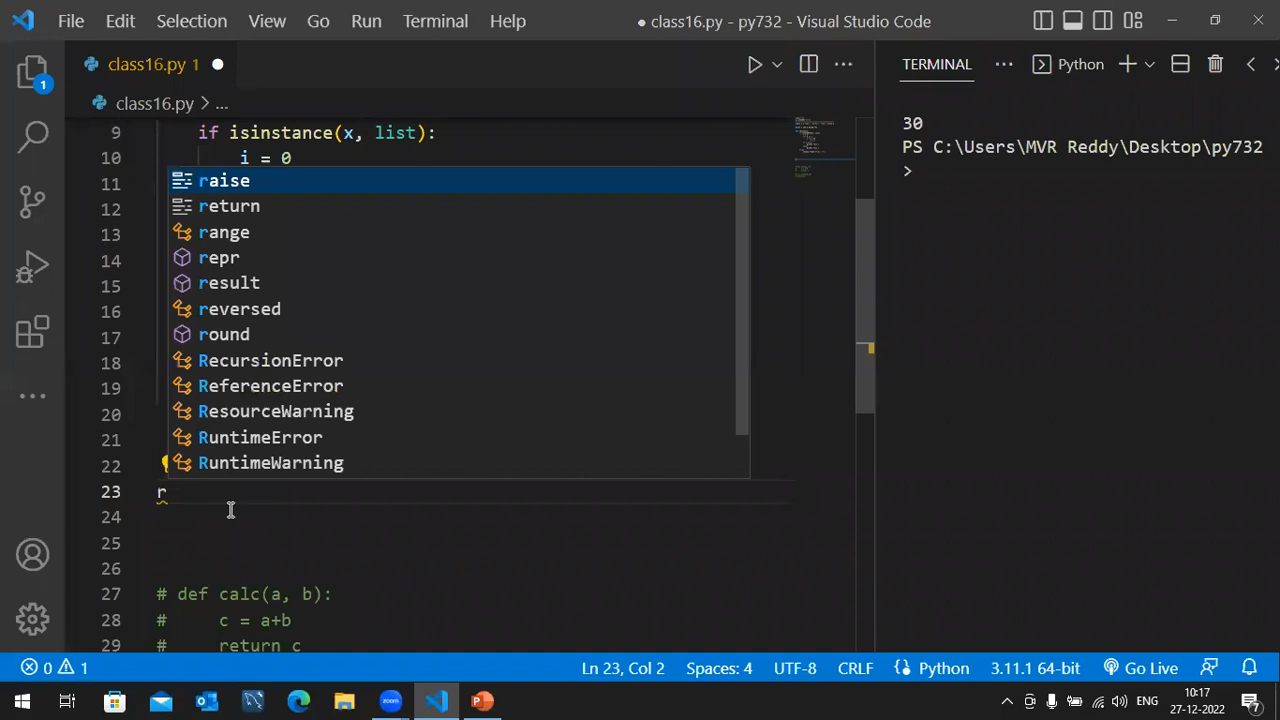 File Edit Selection View Go Run Terminal Help ● class16.py - py732 - Visual Studio Code
class16.py 1
TERMINAL ... Python
class16.py > ...
1
9 if isinstance(x, list):
10 i = 0
11
12
13
14
15
16
17
18
19
20
21
22
23 r
24
25
26
27 # def calc(a, b):
28 # c = a+b
29 # return c
raise
return
range
repr
result
reversed
round
RecursionError
ReferenceError
ResourceWarning
RuntimeError
RuntimeWarning
30
PS C:\Users\MVR Reddy\Desktop\py732
>
0 1 Ln 23, Col 2 Spaces: 4 UTF-8 CRLF Python 3.11.1 64-bit Go Live
zoom ENG 10:17
27-12-2022 7